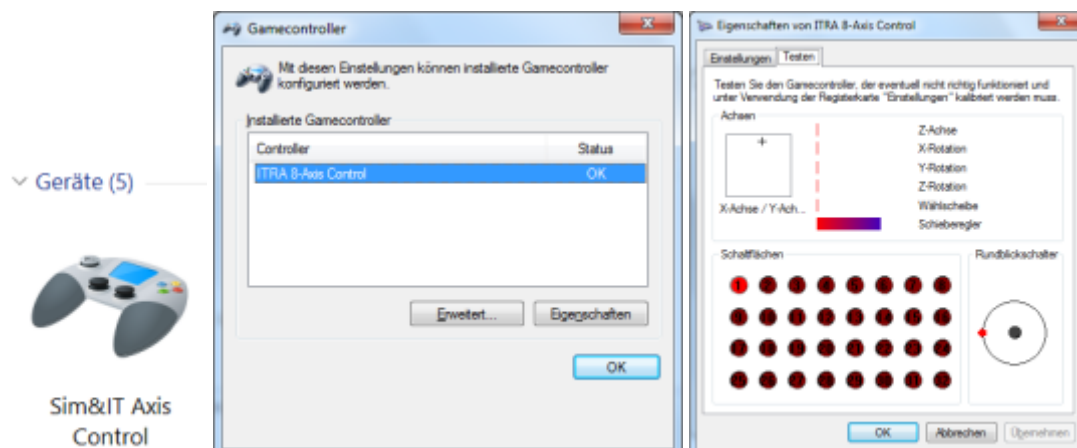 Geräte (5)
Sim&IT Axis
Control
Gamecontroller
Mit diesen Einstellungen können installierte Gamecontroller
konfiguriert werden.
Installierte Gamecontroller
Controller Status
ITRA 8-Axis Control OK
Erweitert... Eigenschaften
OK
Eigenschaften von ITRA 8-Axis Control
Einstellungen Testen
Testen Sie den Gamecontroller, der eventuell nicht richtig funktioniert und
unter Verwendung der Registerkarte "Einstellungen" kalibriert werden muss.
Achsen
Z-Achse
X-Rotation
Y-Rotation
Z-Rotation
Wählscheibe
X-Achse / Y-Ach...
Schieberegler
Schaltflächen Rundblickschalter
1
OK Abbrechen Übernehmen